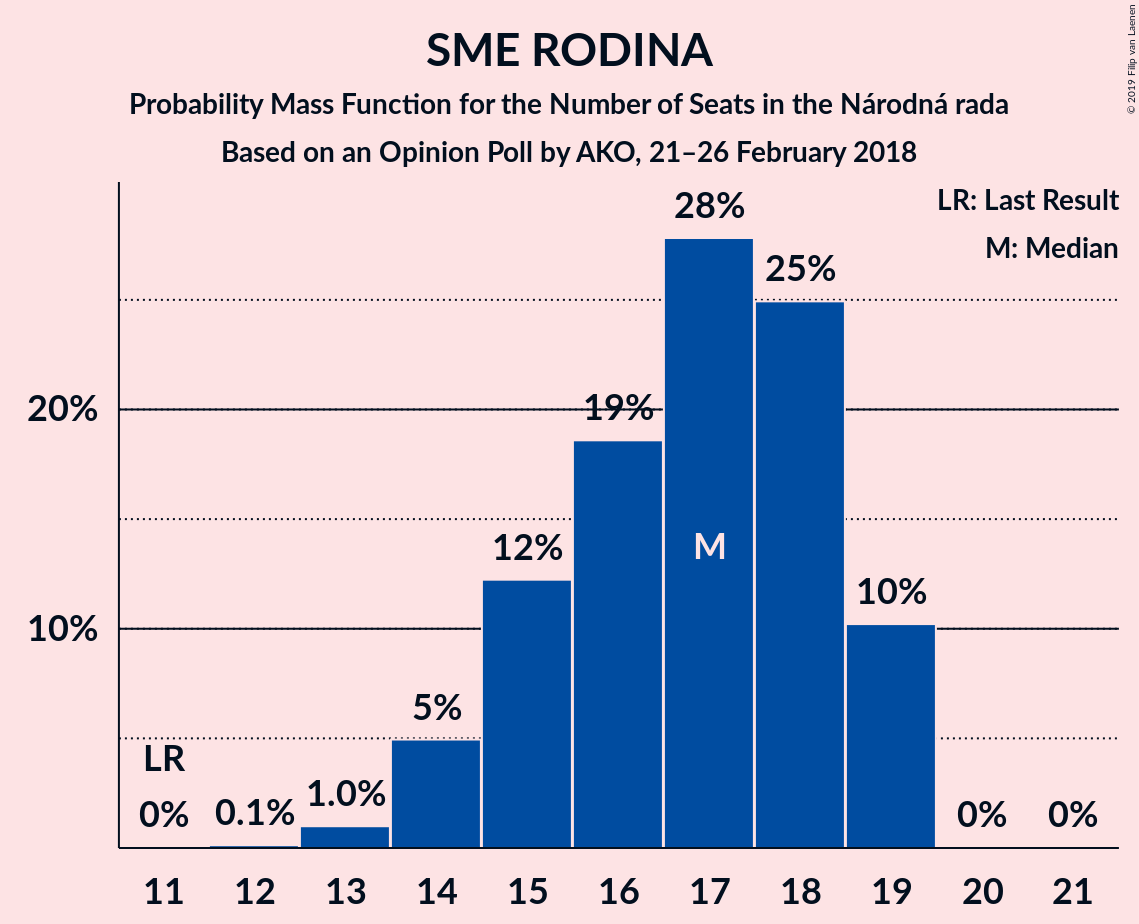 SME RODINA
Probability Mass Function for the Number of Seats in the Národná rada
Based on an Opinion Poll by AKO, 21–26 February 2018
© 2019 Filip van Laenen
LR: Last Result
M: Median
28%
25%
20%
19%
12%
M
10%
10%
5%
LR
1.0%
0%
0.1%
0%
0%
11 12 13 14 15 16 17 18 19 20 21